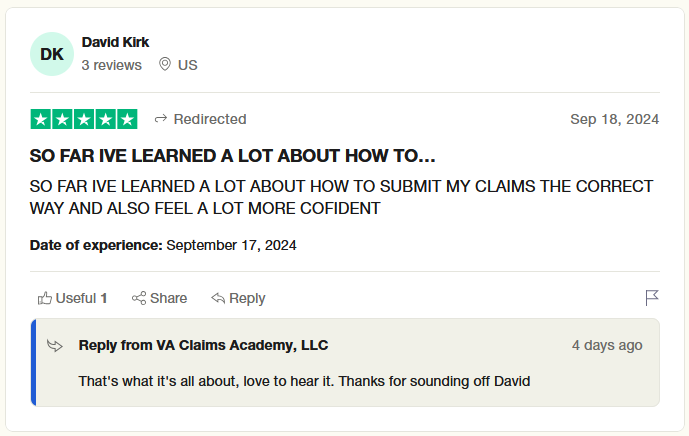 DK
David Kirk
3 reviews US
Redirected Sep 18, 2024
SO FAR IVE LEARNED A LOT ABOUT HOW TO...
SO FAR IVE LEARNED A LOT ABOUT HOW TO SUBMIT MY CLAIMS THE CORRECT
WAY AND ALSO FEEL A LOT MORE COFIDENT
Date of experience: September 17, 2024
Useful 1 Share Reply
Reply from VA Claims Academy, LLC 4 days ago
That's what it's all about, love to hear it. Thanks for sounding off David